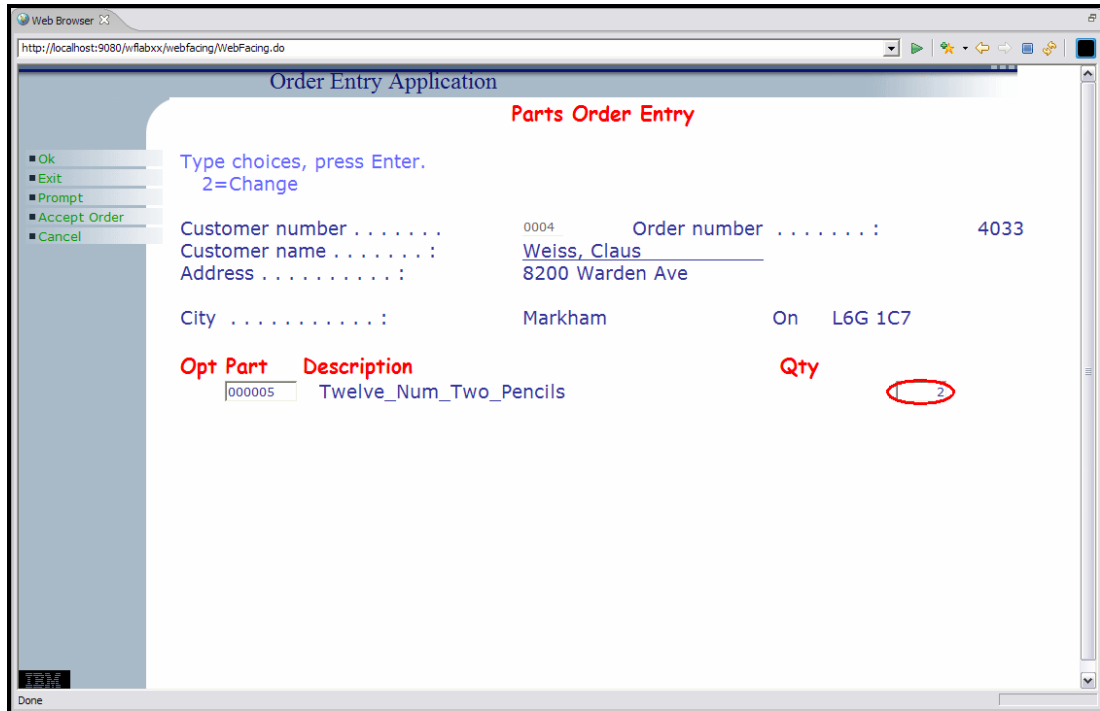 Web Browser
http://localhost:9080/wflabxx/webfacing/WebFacing.do
Order Entry Application
Parts Order Entry
Ok
Exit
Prompt
Accept Order
Cancel
Type choices, press Enter.
2=Change
Customer number . . . . . . . 0004 Order number . . . . . . . : 4033
Customer name . . . . . . . : Weiss, Claus
Address . . . . . . . . . . : 8200 Warden Ave
City . . . . . . . . . . . : Markham On L6G 1C7
Opt Part Description Qty
000005 Twelve_Num_Two_Pencils 2
IBM
Done